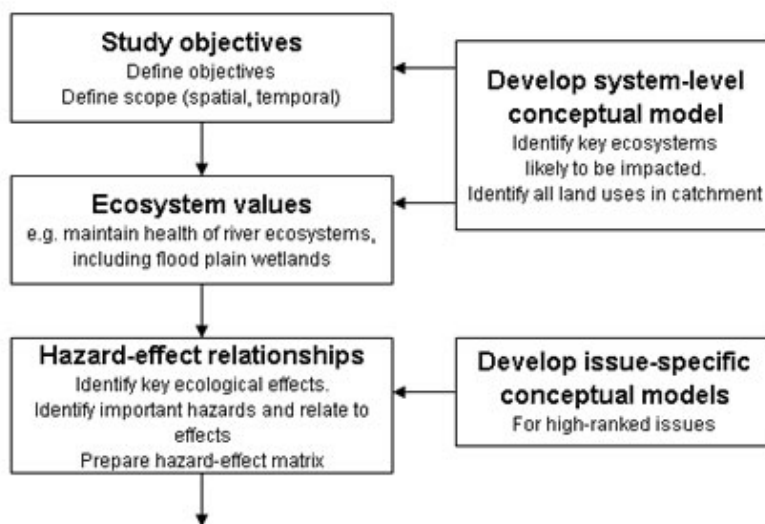 Study objectives
Define objectives
Define scope (spatial, temporal)
Develop system-level
conceptual model
Identify key ecosystems
likely to be impacted.
Identify all land uses in catchment
Ecosystem values
e.g. maintain health of river ecosystems,
including flood plain wetlands
Hazard-effect relationships
Identify key ecological effects.
Identify important hazards and relate to
effects
Prepare hazard-effect matrix
Develop issue-specific
conceptual models
For high-ranked issues